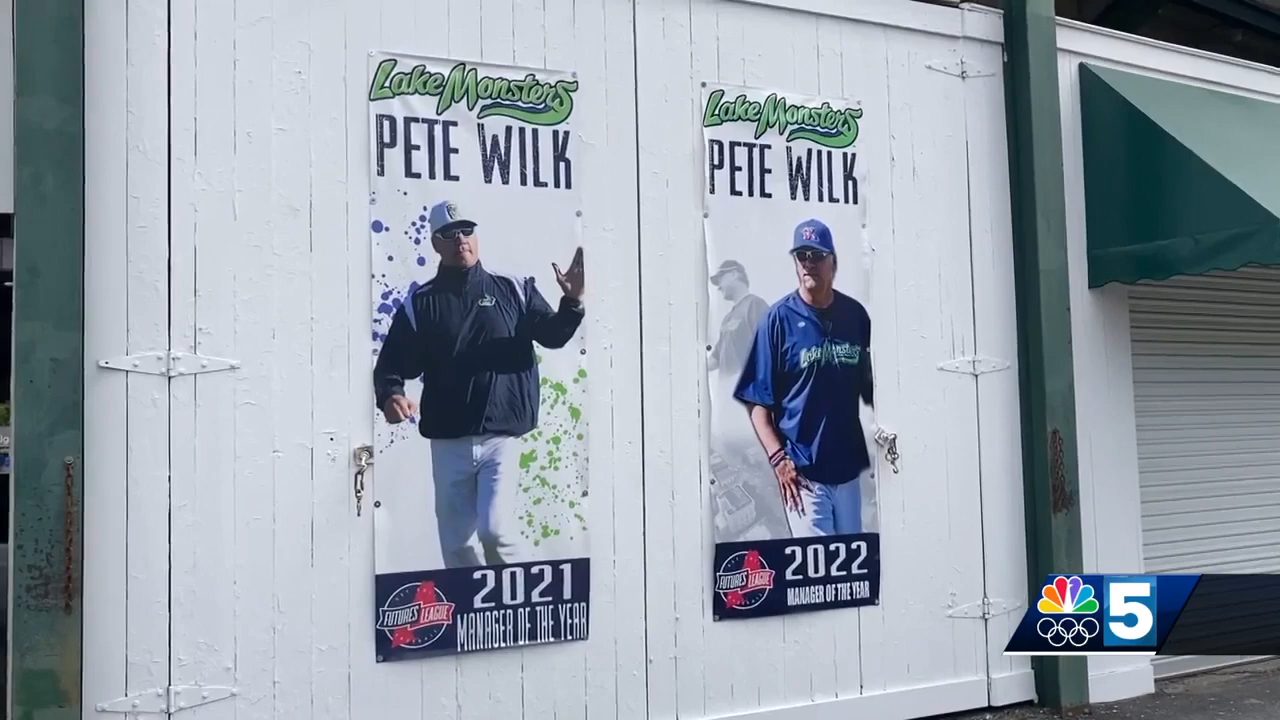 Lake Monsters
PETE WILK
2021
FUTURES LEAGUE
MANAGER OF THE YEAR
Lake Monsters
PETE WILK
Lake Monsters
2022
FUTURES LEAGUE
MANAGER OF THE YEAR
5